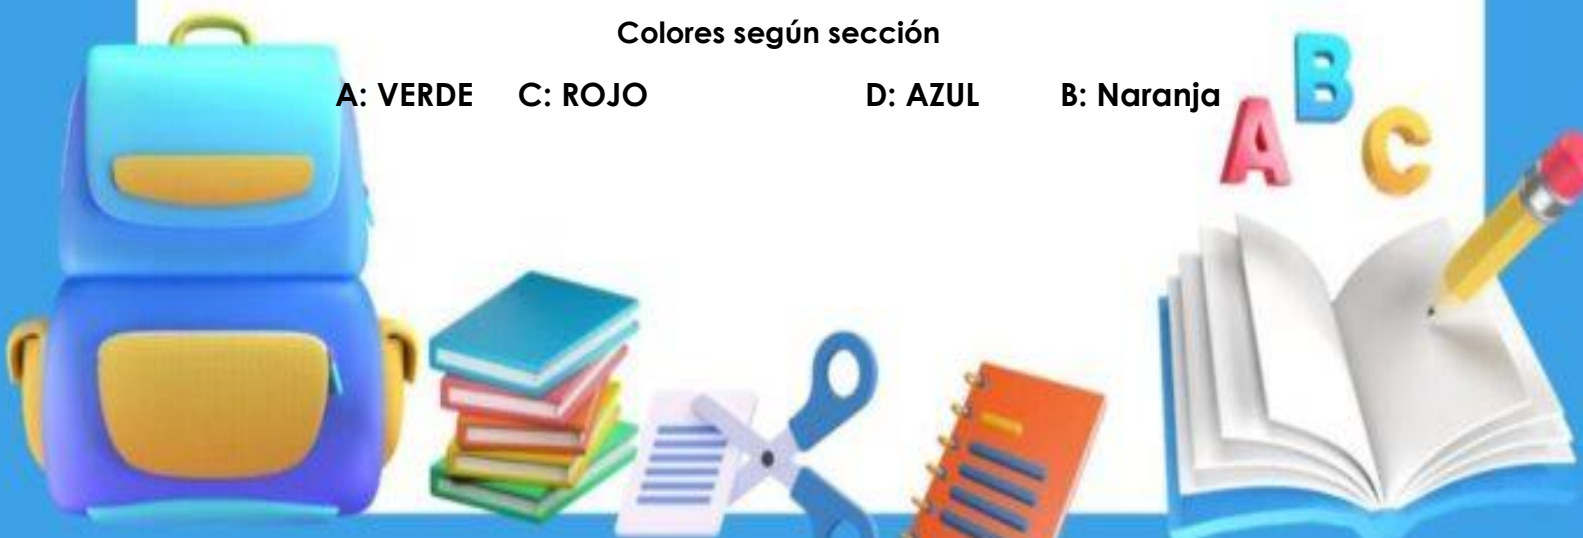 Colores según sección
A: VERDE C: ROJO D: AZUL B: Naranja
B
A C